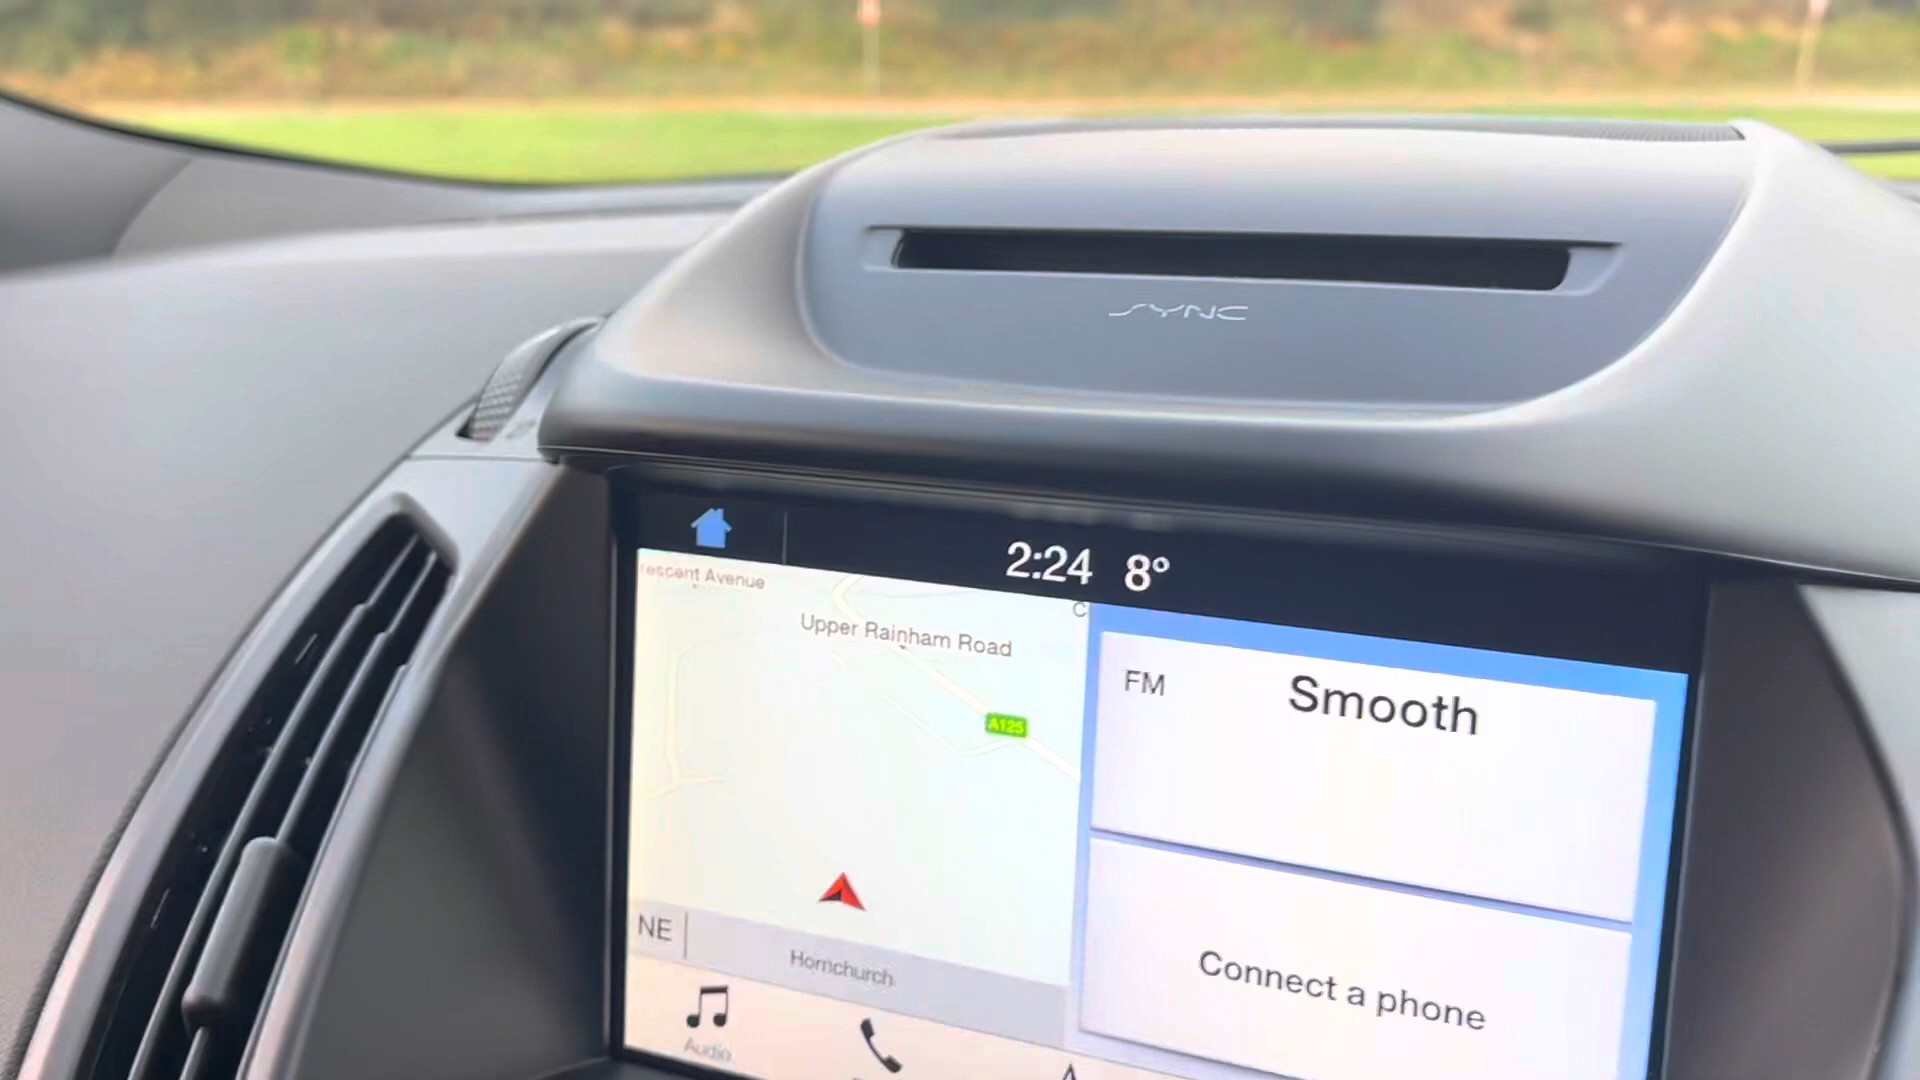 SYNC
2:24 8°
rescent Avenue
C
Upper Rainham Road
A125
FM Smooth
NE
Hornchurch
Connect a phone
Audio